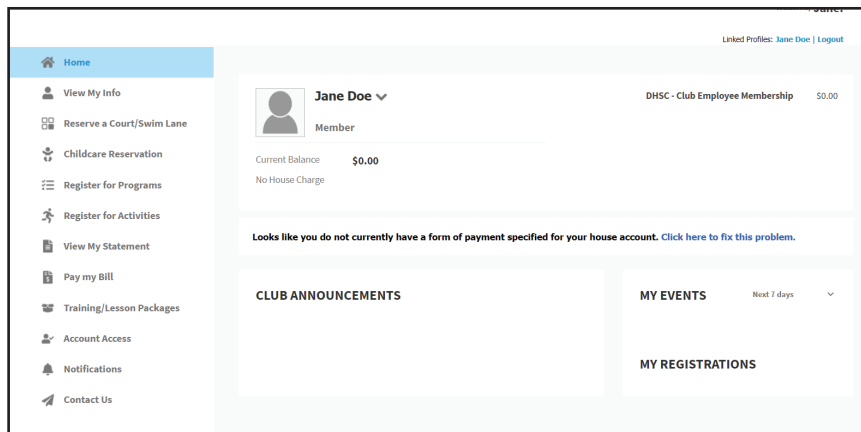 Linked Profiles: Jane Doe | Logout
Home
View My Info
Reserve a Court/Swim Lane
Childcare Reservation
Register for Programs
Register for Activities
View My Statement
Pay my Bill
Training/Lesson Packages
Account Access
Notifications
Contact Us
Jane Doe
Member
Current Balance $0.00
No House Charge
DHSC - Club Employee Membership $0.00
Looks like you do not currently have a form of payment specified for your house account. Click here to fix this problem.
CLUB ANNOUNCEMENTS
MY EVENTS Next 7 days
MY REGISTRATIONS